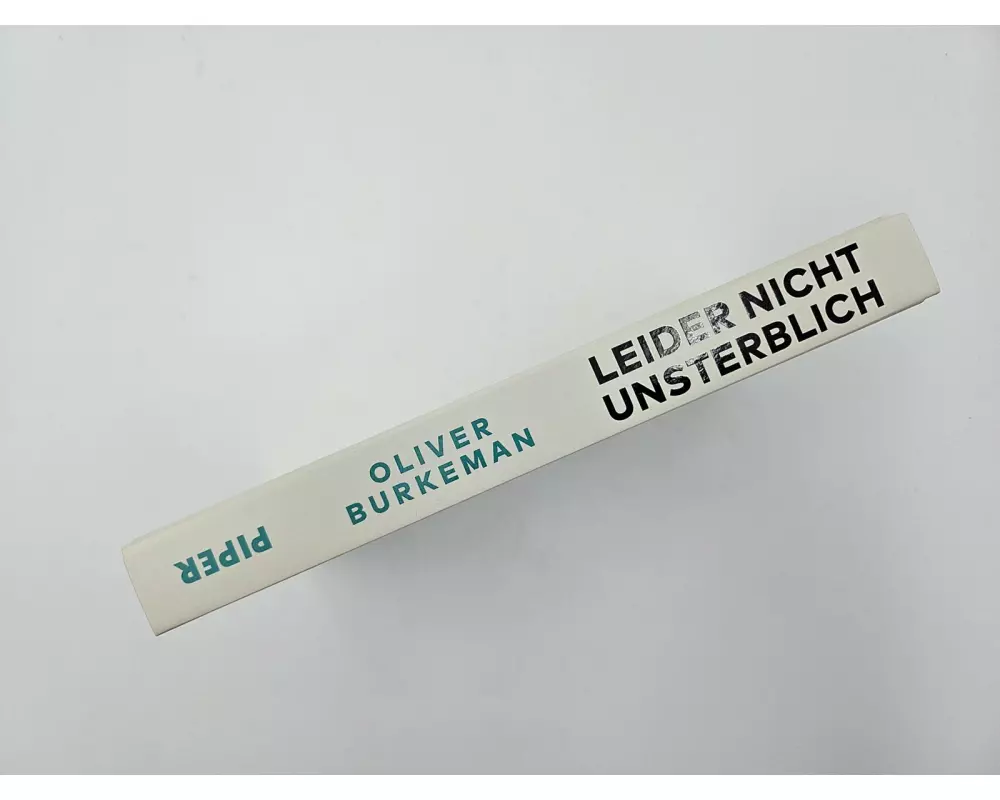 LEIDER NICHT
UNSTERBLICH
OLIVER
BURKEMAN
PIPER